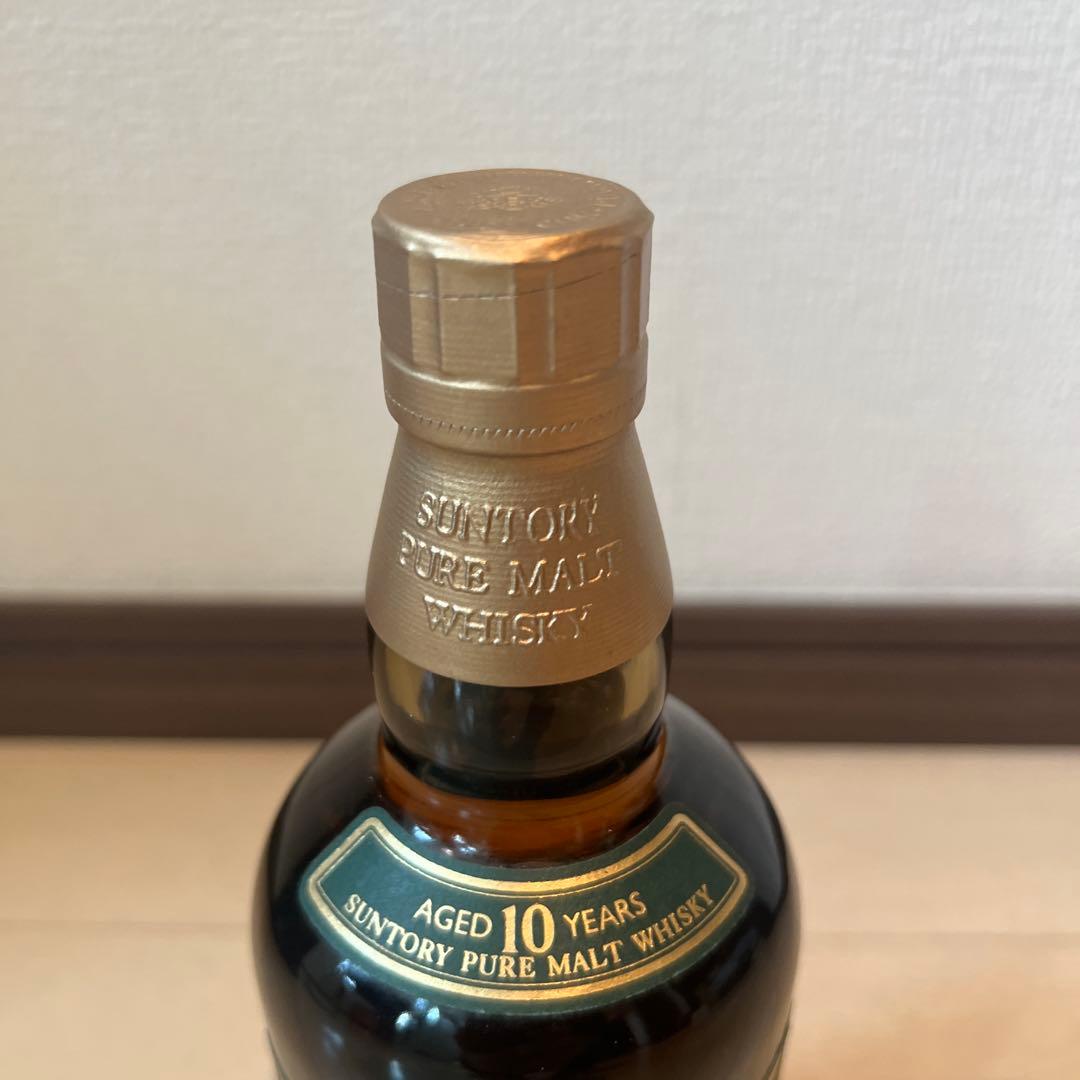 SUNTORY
PURE MALT
WHISKY
AGED 10 YEARS
SUNTORY PURE MALT WHISKY